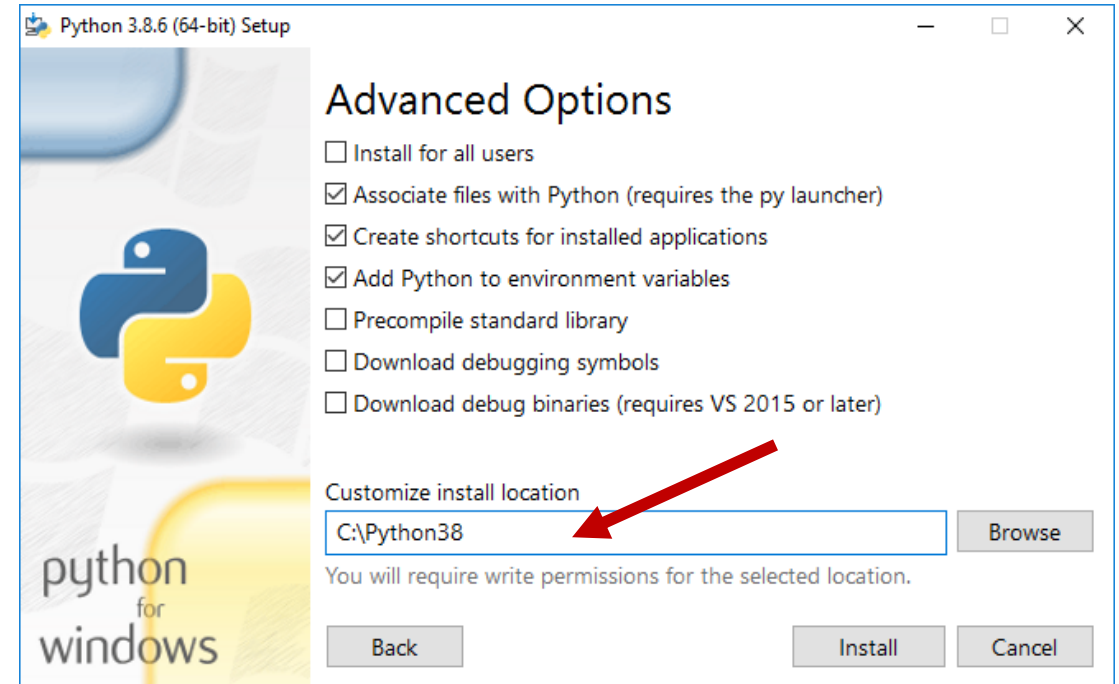 Python 3.8.6 (64-bit) Setup
Advanced Options
Install for all users
Associate files with Python (requires the py launcher)
Create shortcuts for installed applications
Add Python to environment variables
Precompile standard library
Download debugging symbols
Download debug binaries (requires VS 2015 or later)
Customize install location
C:\Python38
Browse
You will require write permissions for the selected location.
python
for
windows
Back
Install
Cancel